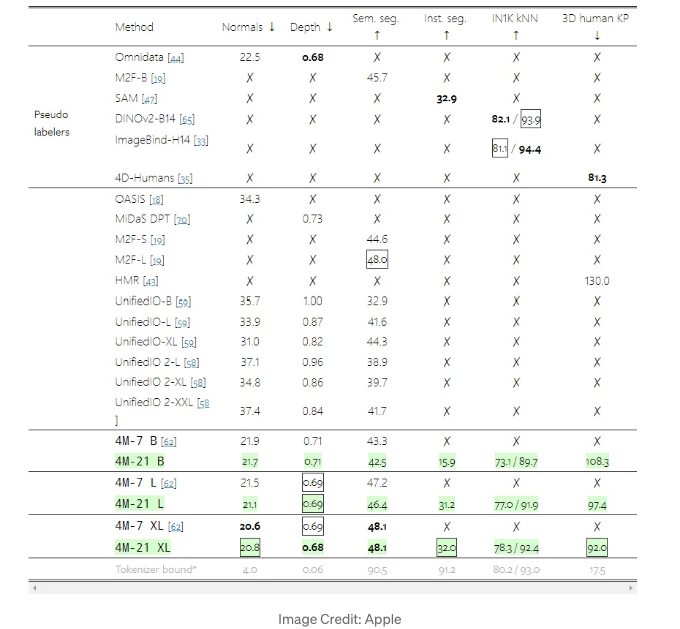 Method Normals ↓ Depth ↓ Sem. seg. ↑ Inst. seg. ↑ IN1K kNN ↑ 3D human KP ↓
Pseudo labelers
Omnidata [44] 22.5 0.68 X X X X
M2F-B [19] X X 45.7 X X X
SAM [47] X X X 32.9 X X
DINOv2-B14 [65] X X X X 82.1 / 93.9 X
ImageBind-H14 [33] X X X X 81.1 / 94.4 X
4D-Humans [35] X X X X X 81.3
OASIS [18] 34.3 X X X X X
MiDaS DPT [70] X 0.73 X X X X
M2F-S [19] X X 44.6 X X X
M2F-L [19] X X 48.0 X X X
HMR [43] X X X X X 130.0
UnifiedIO-B [59] 35.7 1.00 32.9 X X X
UnifiedIO-L [59] 33.9 0.87 41.6 X X X
UnifiedIO-XL [59] 31.0 0.82 44.3 X X X
UnifiedIO 2-L [58] 37.1 0.96 38.9 X X X
UnifiedIO 2-XL [58] 34.8 0.86 39.7 X X X
UnifiedIO 2-XXL [58] 37.4 0.84 41.7 X X X
4M-7 B [62] 21.9 0.71 43.3 X X X
4M-21 B 21.7 0.71 42.5 15.9 73.1 / 89.7 108.3
4M-7 L [62] 21.5 0.69 47.2 X X X
4M-21 L 21.1 0.69 46.4 31.2 77.0 / 91.9 97.4
4M-7 XL [62] 20.6 0.69 48.1 X X X
4M-21 XL 20.8 0.68 48.1 32.0 78.3 / 92.4 92.0
Tokenizer bound* 4.0 0.06 90.5 91.2 80.2 / 93.0 17.5
Image Credit: Apple